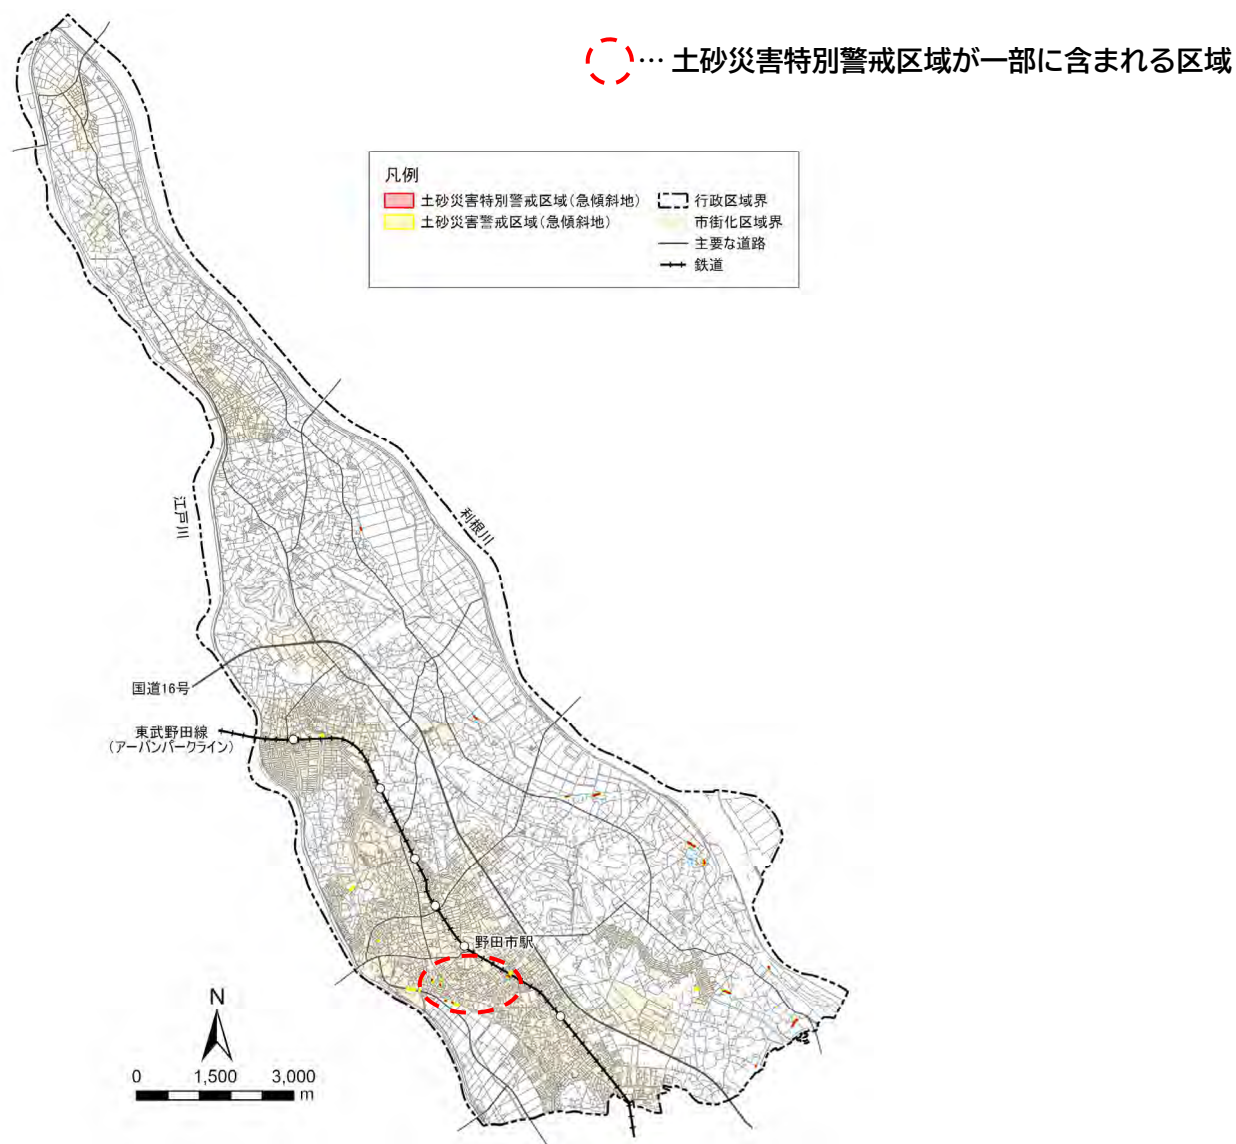 … 土砂災害特別警戒区域が一部に含まれる区域
凡例
土砂災害特別警戒区域(急傾斜地)
土砂災害警戒区域(急傾斜地)
行政区域界
市街化区域界
主要な道路
鉄道
江戸川
利根川
国道16号
東武野田線
(アーバンパークライン)
野田市駅
N
0 1,500 3,000
m